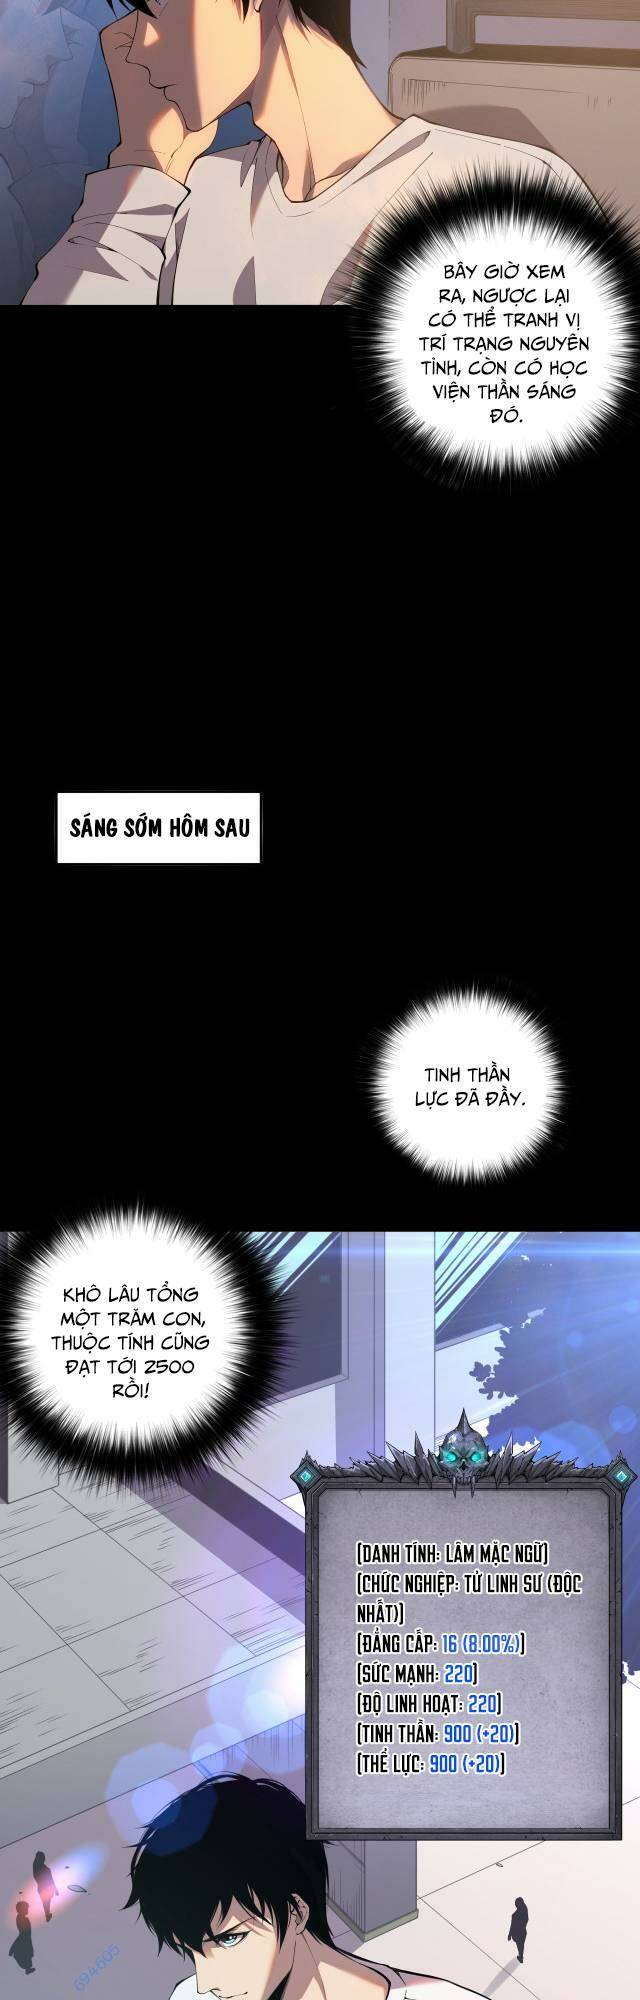 BÂY GIỜ XEM
RA, NGƯỢC LẠI
CÓ THỂ TRANH VỊ
TRÍ TRẠNG NGUYÊN
TỈNH, CÒN CÓ HỌC
VIỆN THẦN SÁNG
ĐÓ.
SÁNG SỚM HÔM SAU
TINH THẦN
LỰC ĐÃ ĐẦY.
KHÔ LÂU TỔNG
MỘT TRĂM CON,
THUỘC TÍNH CŨNG
ĐẠT TỚI 2500
RỒI!
[DANH TÍNH: LÂM MẶC NGỮ]
[CHỨC NGHIỆP: TỬ LINH SƯ (ĐỘC
NHẤT)]
[ĐẲNG CẤP: 16 (8.00%)]
[SỨC MẠNH: 220]
[ĐỘ LINH HOẠT: 220]
[TINH THẦN: 900 (+20)]
[THỂ LỰC: 900 (+20)]
694605